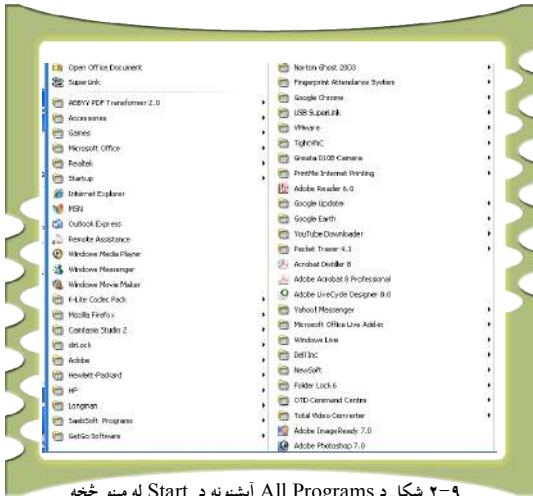 Open Office Document
SuperLink
ABBYY PDF Transformer 2.0
Accessories
Games
Microsoft Office
Realtek
Startup
Internet Explorer
MSN
Outlook Express
Remote Assistance
Windows Media Player
Windows Messenger
Windows Movie Maker
K-Lite Codec Pack
Mozilla Firefox
Camtasia Studio 2
dirLock
Adobe
Hewlett-Packard
HP
Longman
SaebSoft Programs
GetGo Software
Norton Ghost 2003
Fingerprint Attendance System
Google Chrome
USB SuperLink
VMware
TightVNC
Gressta D10B Camera
PrintMe Internet Printing
Adobe Reader 6.0
Google Updater
Google Earth
YouTube Downloader
Packet Tracer 4.1
Acrobat Distiller 8
Adobe Acrobat 8 Professional
Adobe LiveCycle Designer 8.0
Yahoo! Messenger
Microsoft Office Live Add-in
Windows Live
Dell Inc
NewSoft
Folder Lock 6
OTID Command Centre
Total Video Converter
Adobe ImageReady 7.0
Adobe Photoshop 7.0
۲-۹ شکل د All Programs آپشنونه د Start له مینو څخه